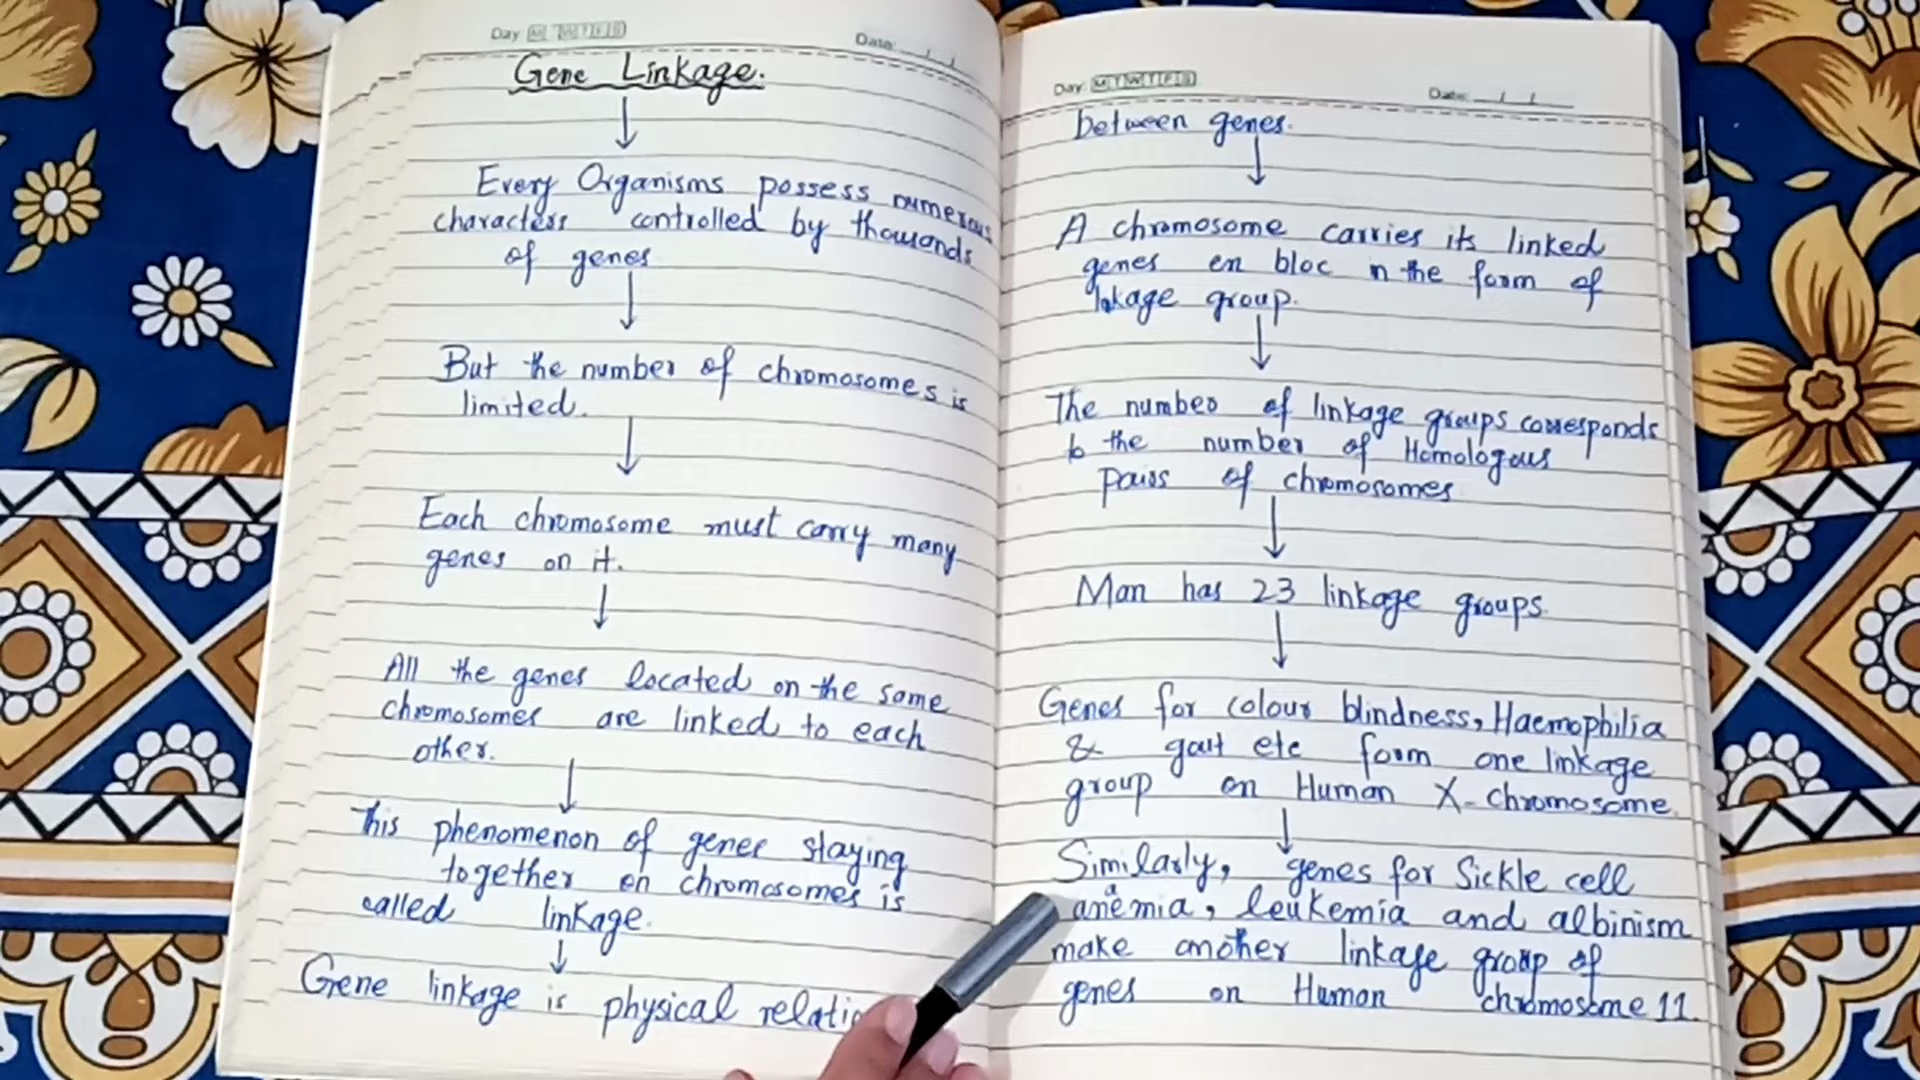 Day M T W T F S
Date: / /
Gene Linkage.
Every Organisms possess numerous
characters controlled by thousands
of genes
But the number of chromosomes is
limited.
Each chromosome must carry many
genes on it.
All the genes located on the same
chromosomes are linked to each
other.
This phenomenon of genes staying
together on chromosomes is
called linkage.
Gene linkage is physical relatio
Day M T W T F S
Date: / /
between genes.
A chromosome carries its linked
genes en bloc in the form of
linkage group.
The number of linkage groups corresponds
to the number of Homologous
pairs of chromosomes
Man has 23 linkage groups.
Genes for colour blindness, Haemophilia
& gout etc form one linkage
group on Human X-chromosome.
Similarly, genes for Sickle cell
anaemia, leukemia and albinism
make another linkage group of
genes on Human chromosome 11.